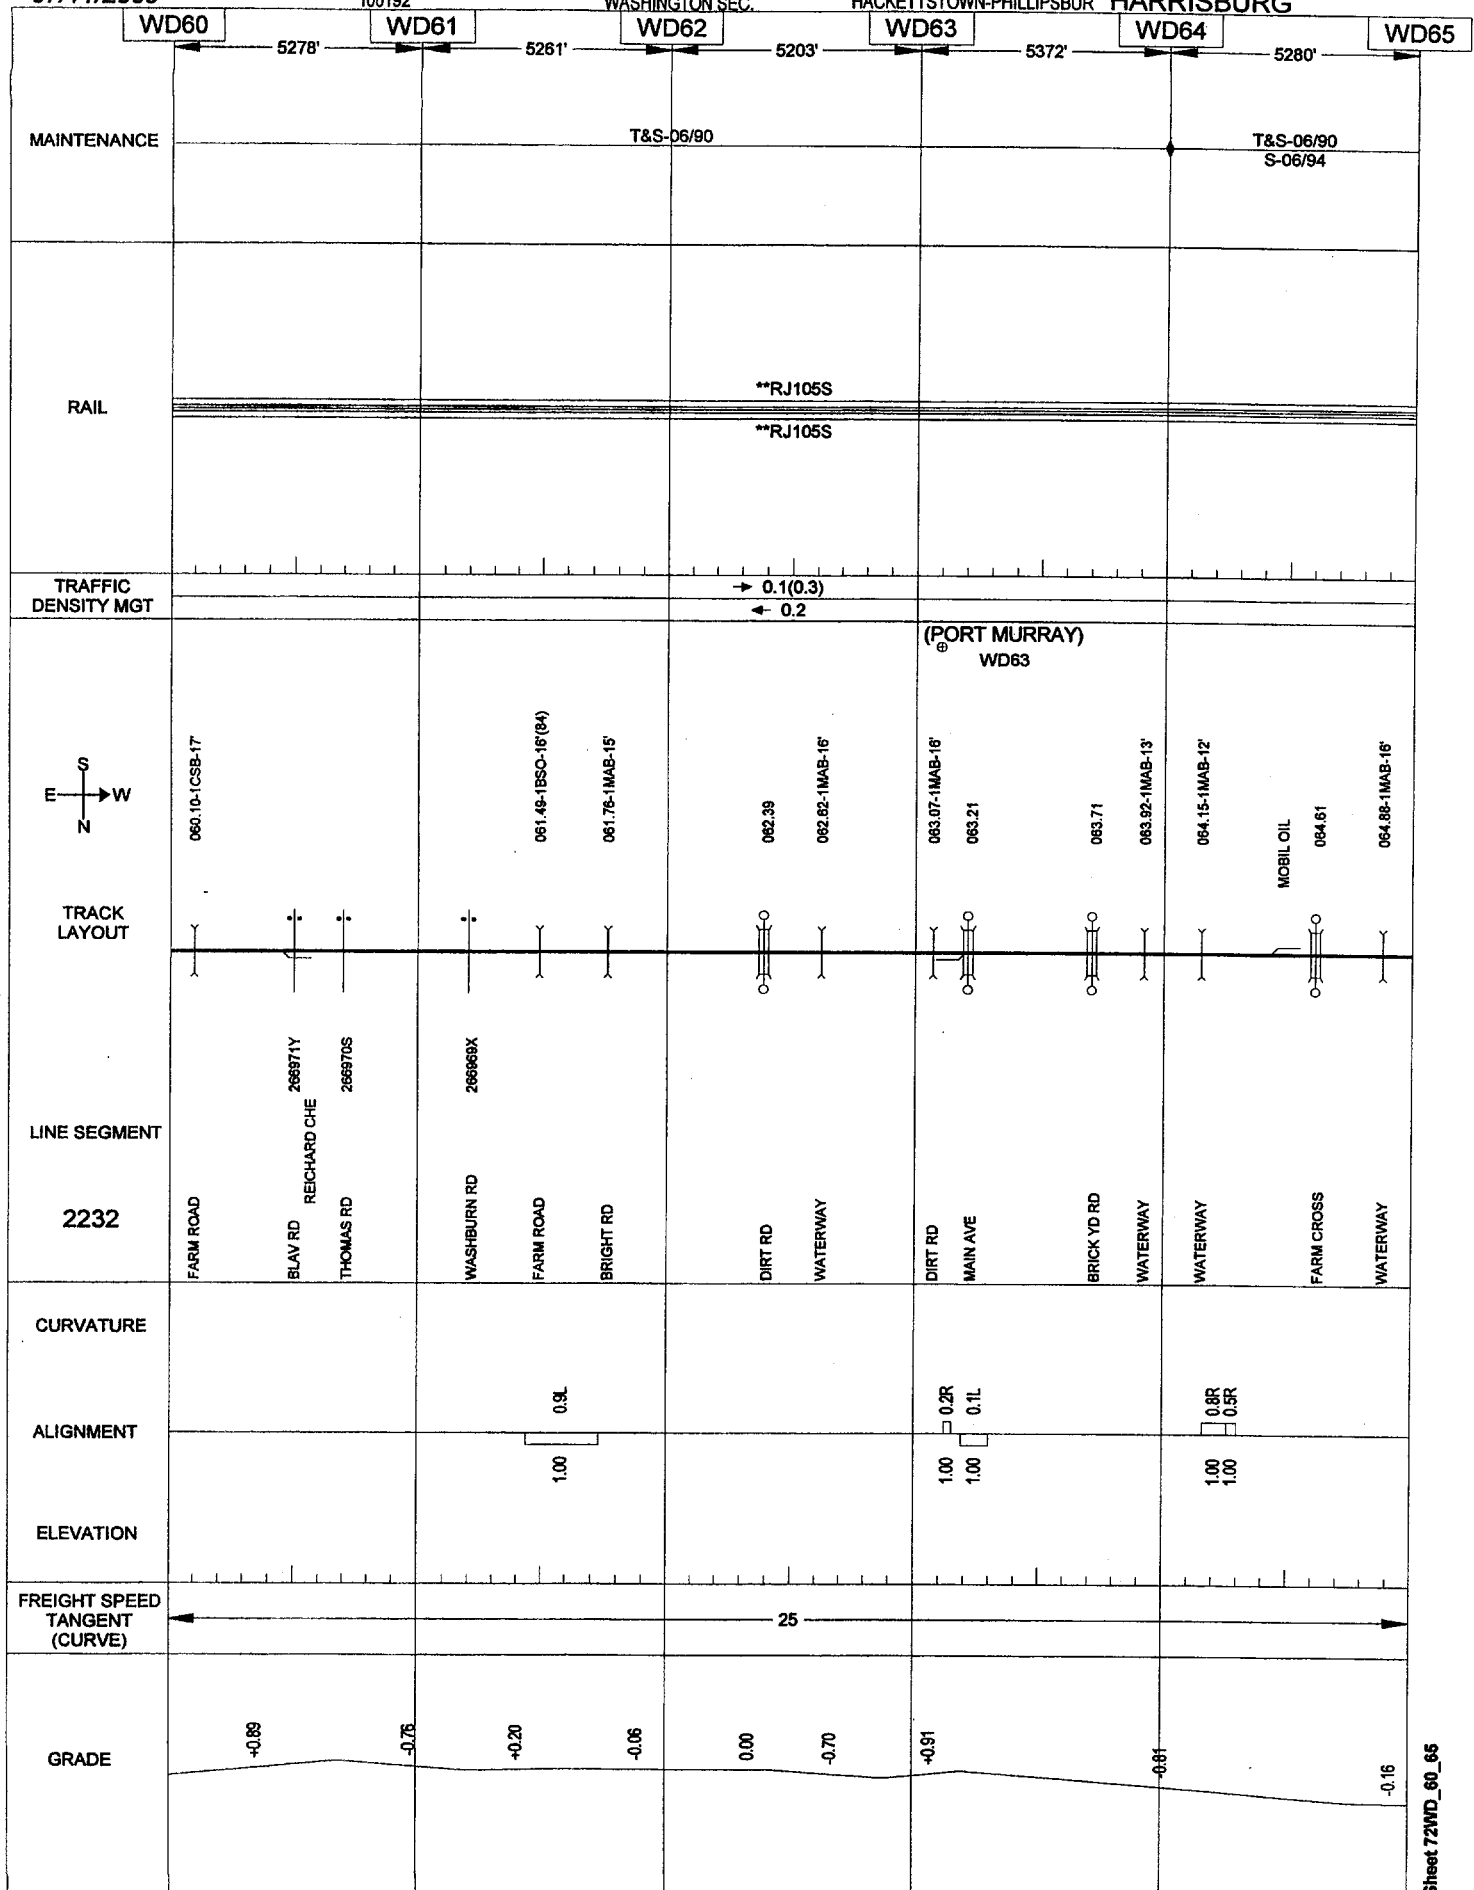 WASHINGTON SEC. HACKETTSTOWN-PHILLIPSBUR HARRISBURG
WD60 WD61 WD62 WD63 WD64 WD65
5278' 5261' 5203' 5372' 5280'
MAINTENANCE
T&S-06/90
T&S-06/90
S-06/94
RAIL
**RJ105S
**RJ105S
TRAFFIC
DENSITY MGT
→ 0.1(0.3)
← 0.2
(PORT MURRAY)
WD63
S
E W
N
060.10-1CSB-17'
061.49-1BSO-16'(84)
061.76-1MAB-15'
062.39
062.62-1MAB-16'
063.07-1MAB-16'
063.21
063.71
063.92-1MAB-13'
064.15-1MAB-12'
MOBIL OIL
064.61
064.88-1MAB-16'
TRACK
LAYOUT
266971Y
REICHARD CHE
266970S
266969X
LINE SEGMENT
2232
FARM ROAD
BLAV RD
THOMAS RD
WASHBURN RD
FARM ROAD
BRIGHT RD
DIRT RD
WATERWAY
DIRT RD
MAIN AVE
BRICK YD RD
WATERWAY
WATERWAY
FARM CROSS
WATERWAY
CURVATURE
0.9L
0.2R
0.1L
0.8R
0.5R
ALIGNMENT
1.00
1.00
1.00
1.00
1.00
ELEVATION
FREIGHT SPEED
TANGENT
(CURVE)
25
GRADE
+0.89
-0.76
+0.20
-0.06
0.00
-0.70
+0.91
-0.81
-0.16
Sheet 72WD_60_65